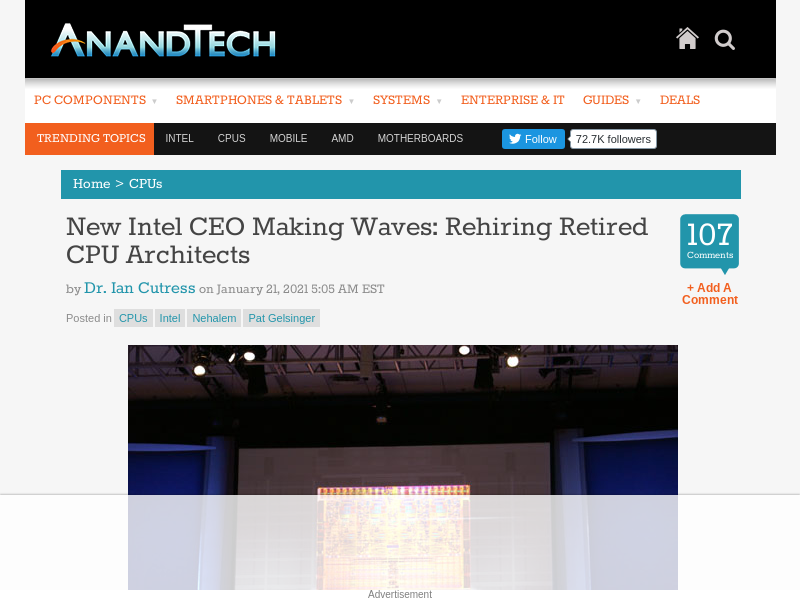 ANANDTECH
PC COMPONENTS SMARTPHONES & TABLETS SYSTEMS ENTERPRISE & IT GUIDES DEALS
TRENDING TOPICS INTEL CPUS MOBILE AMD MOTHERBOARDS Follow 72.7K followers
Home > CPUs
New Intel CEO Making Waves: Rehiring Retired
CPU Architects
107
Comments
by Dr. Ian Cutress on January 21, 2021 5:05 AM EST
+ Add A
Comment
Posted in CPUs Intel Nehalem Pat Gelsinger
Advertisement